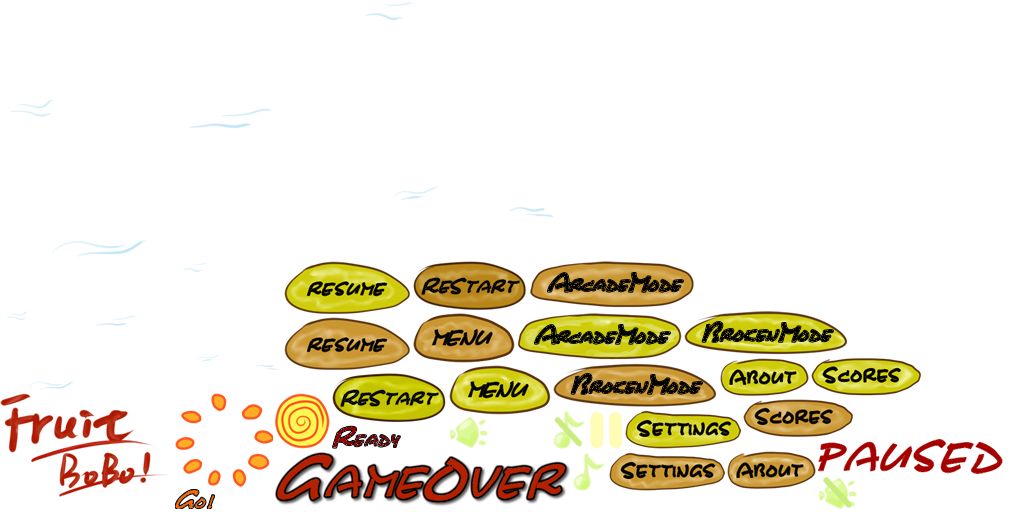 RESUME
RESTART
ARCADEMODE
RESUME
MENU
ARCADEMODE
BROKENMODE
RESTART
MENU
BROKENMODE
ABOUT
SCORES
Fruit
BoBo!
READY
SETTINGS
SCORES
GAMEOVER
SETTINGS
ABOUT
PAUSED
GO!